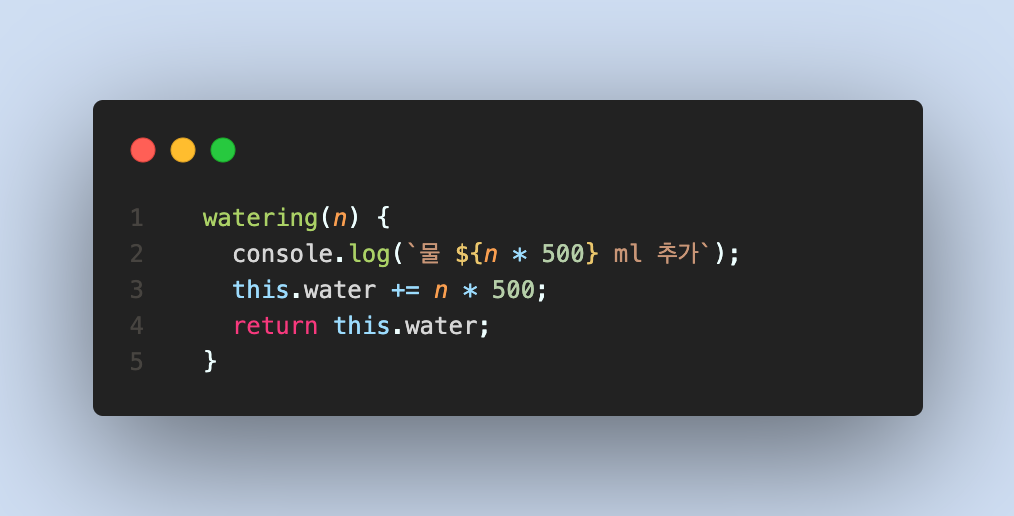 1 watering(n) {
2 console.log(`물 ${n * 500} ml 추가`);
3 this.water += n * 500;
4 return this.water;
5 }